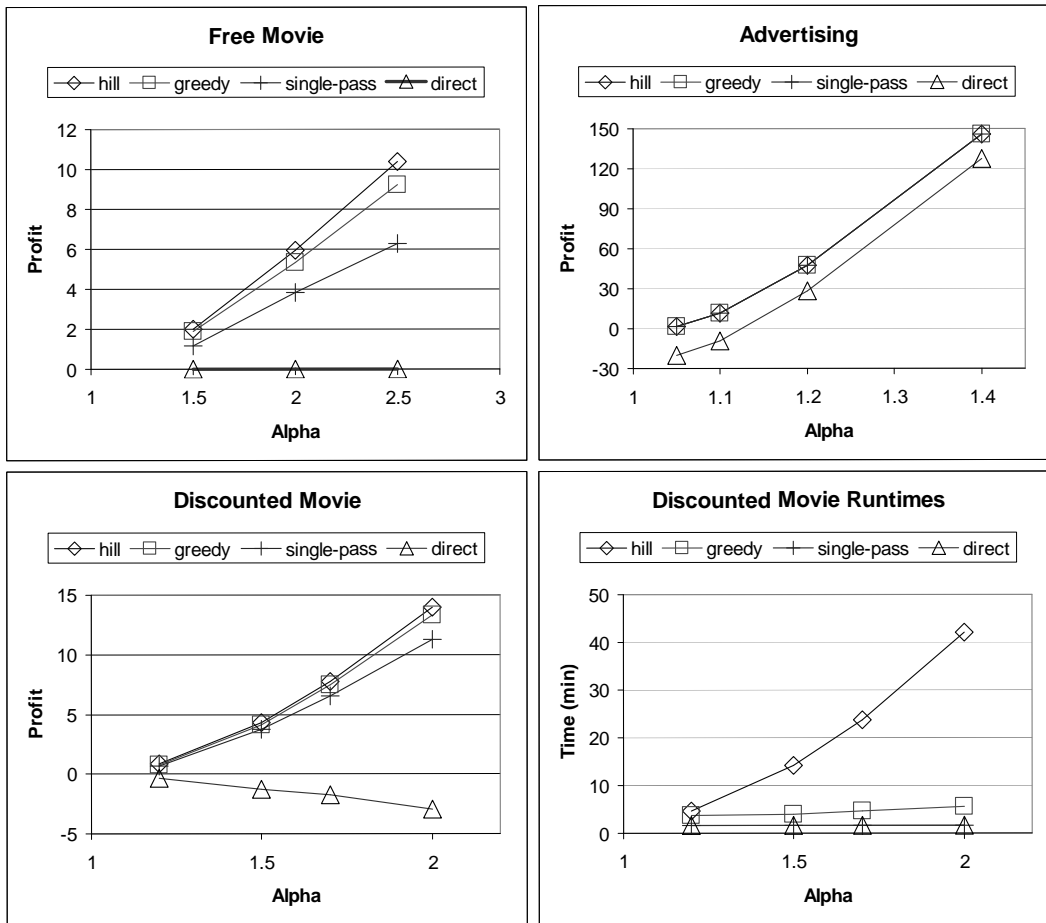 Free Movie
hill greedy single-pass direct
Profit
12
10
8
6
4
2
0
1 1.5 2 2.5 3
Alpha
Advertising
hill greedy single-pass direct
Profit
150
120
90
60
30
0
-30
1 1.1 1.2 1.3 1.4
Alpha
Discounted Movie
hill greedy single-pass direct
Profit
15
10
5
0
-5
1 1.5 2
Alpha
Discounted Movie Runtimes
hill greedy single-pass direct
Time (min)
50
40
30
20
10
0
1 1.5 2
Alpha